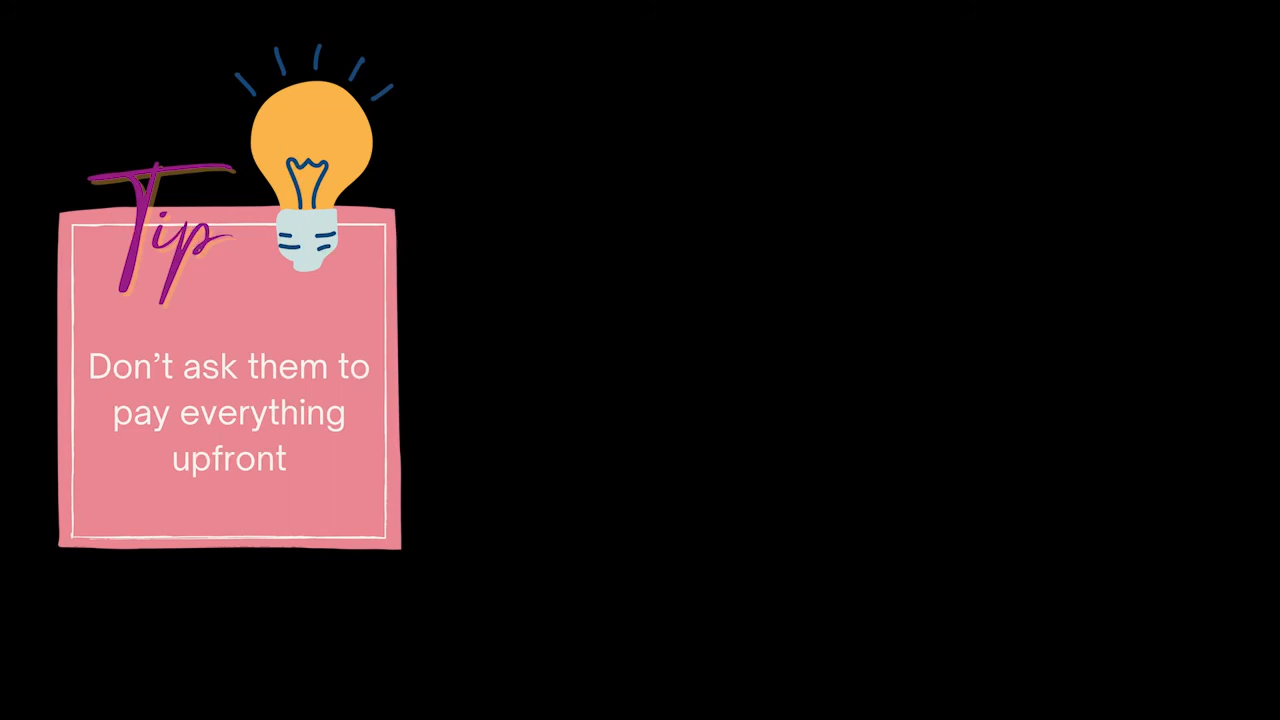 Tip
Don’t ask them to
pay everything
upfront